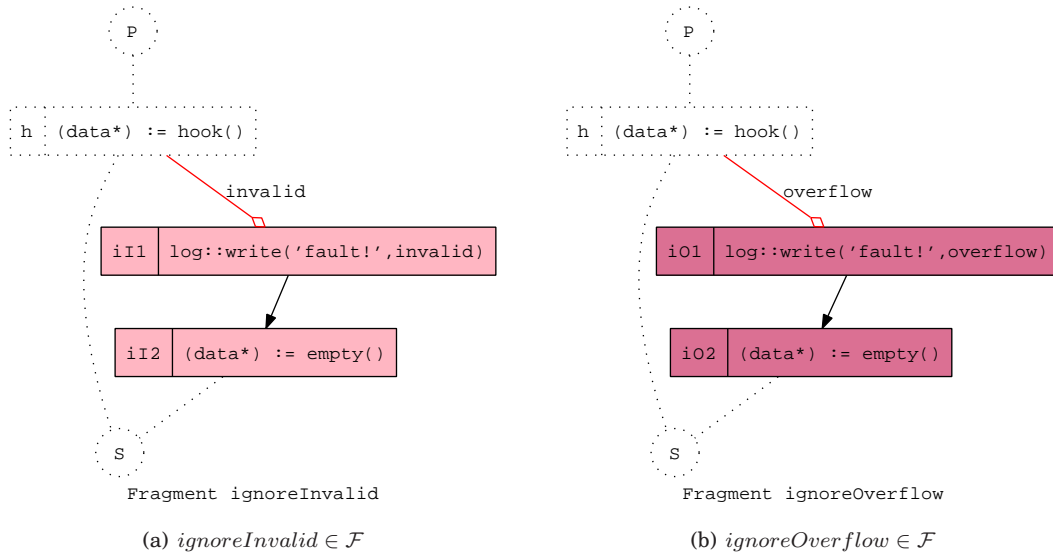 P
h (data*) := hook()
invalid
iI1 log::write('fault!',invalid)
iI2 (data*) := empty()
S
Fragment ignoreInvalid
(a) ignoreInvalid ∈ F
P
h (data*) := hook()
overflow
iO1 log::write('fault!',overflow)
iO2 (data*) := empty()
S
Fragment ignoreOverflow
(b) ignoreOverflow ∈ F